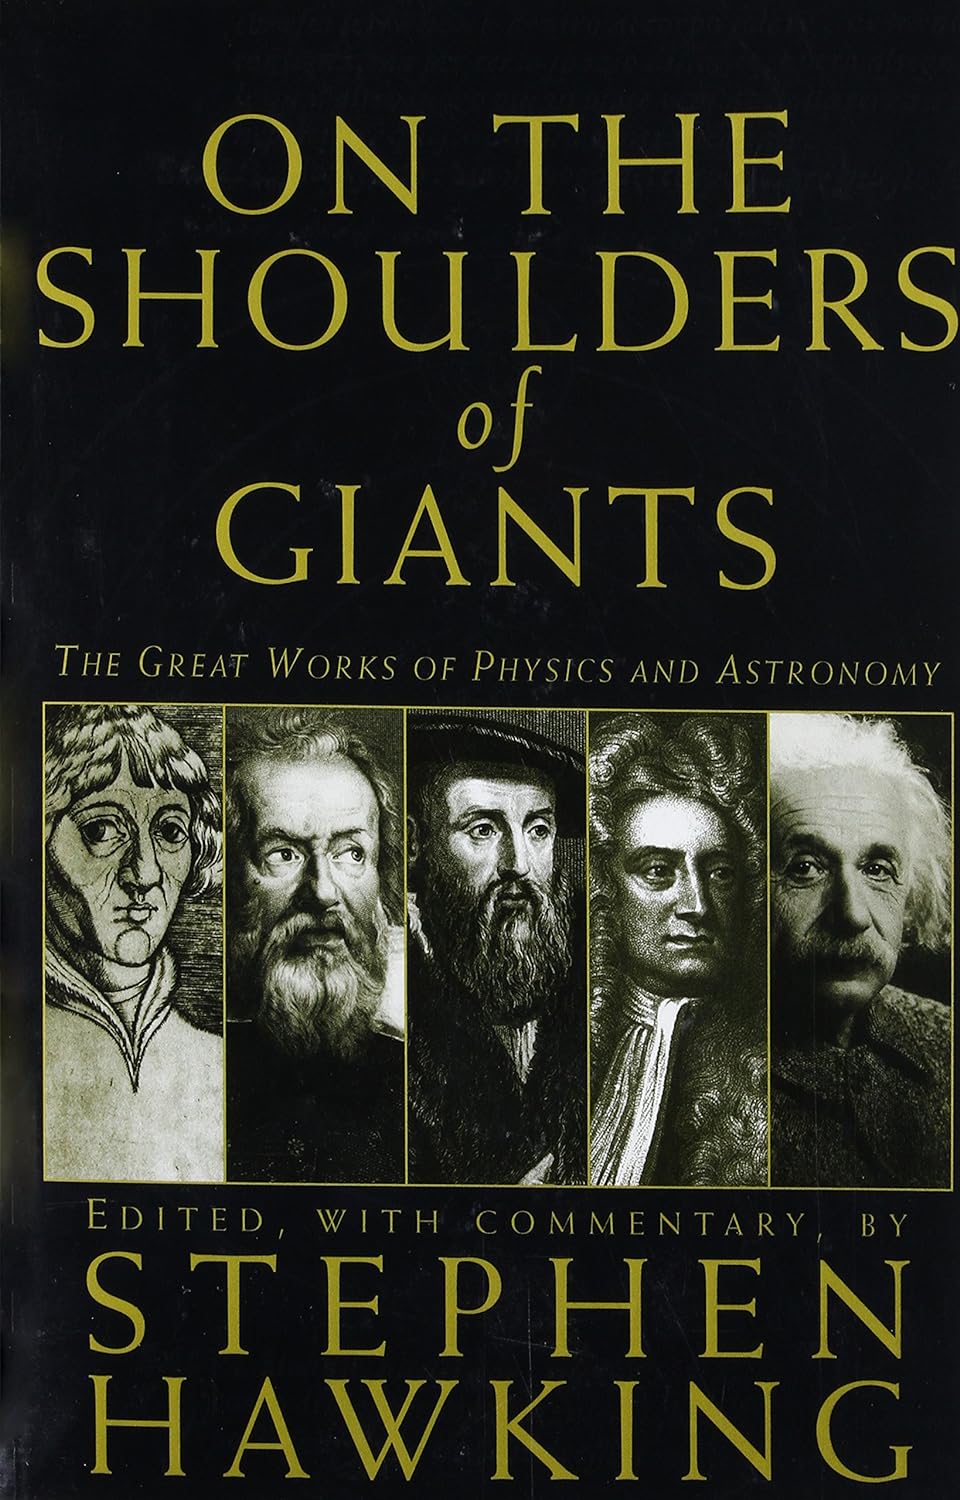 ON THE
SHOULDERS
of
GIANTS
THE GREAT WORKS OF PHYSICS AND ASTRONOMY
EDITED, WITH COMMENTARY, BY
STEPHEN
HAWKING